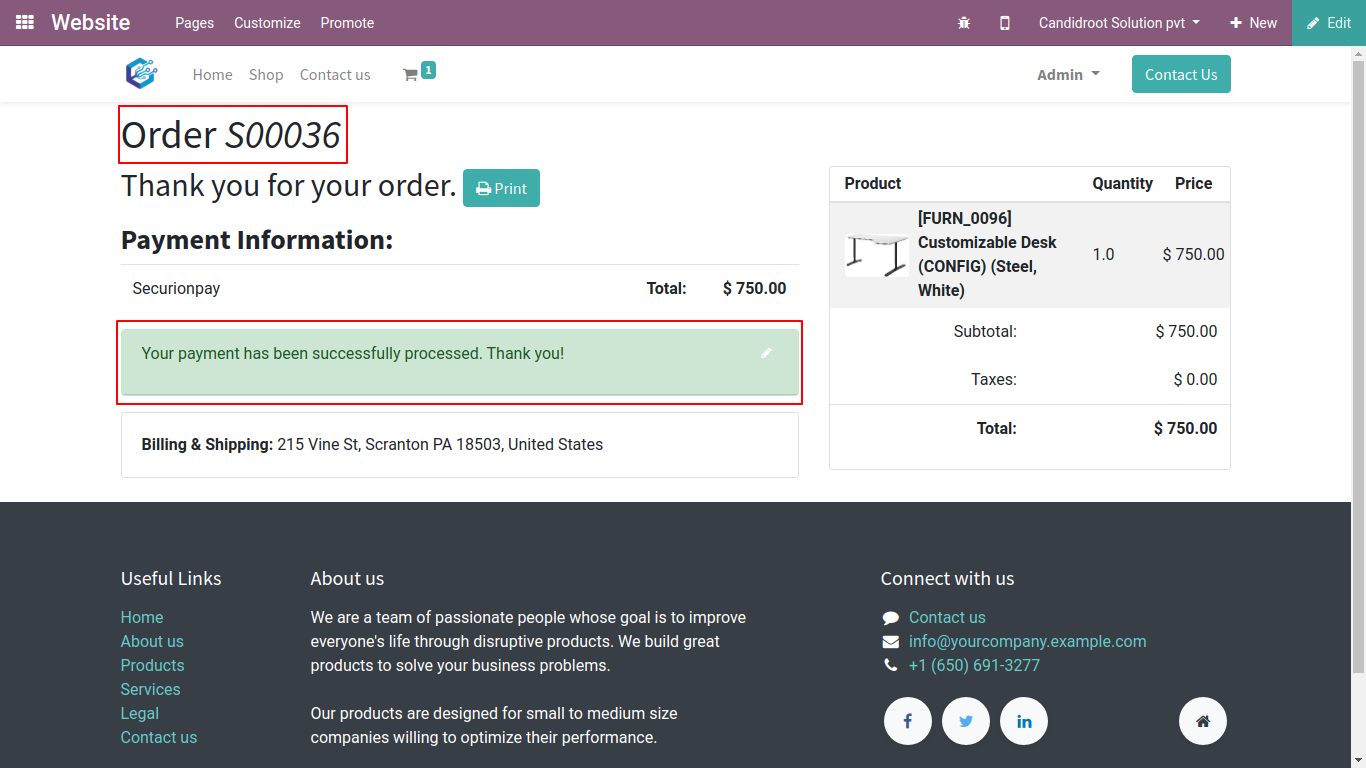 Website Pages Customize Promote Candidroot Solution pvt New Edit
Home Shop Contact us 1 Admin Contact Us
Order S00036
Thank you for your order. Print
Payment Information:
Securionpay Total: $ 750.00
Your payment has been successfully processed. Thank you!
Billing & Shipping: 215 Vine St, Scranton PA 18503, United States
Product Quantity Price
[FURN_0096]
Customizable Desk
(CONFIG) (Steel,
White)
1.0 $ 750.00
Subtotal: $ 750.00
Taxes: $ 0.00
Total: $ 750.00
Useful Links
Home
About us
Products
Services
Legal
Contact us
About us
We are a team of passionate people whose goal is to improve
everyone's life through disruptive products. We build great
products to solve your business problems.
Our products are designed for small to medium size
companies willing to optimize their performance.
Connect with us
Contact us
info@yourcompany.example.com
+1 (650) 691-3277